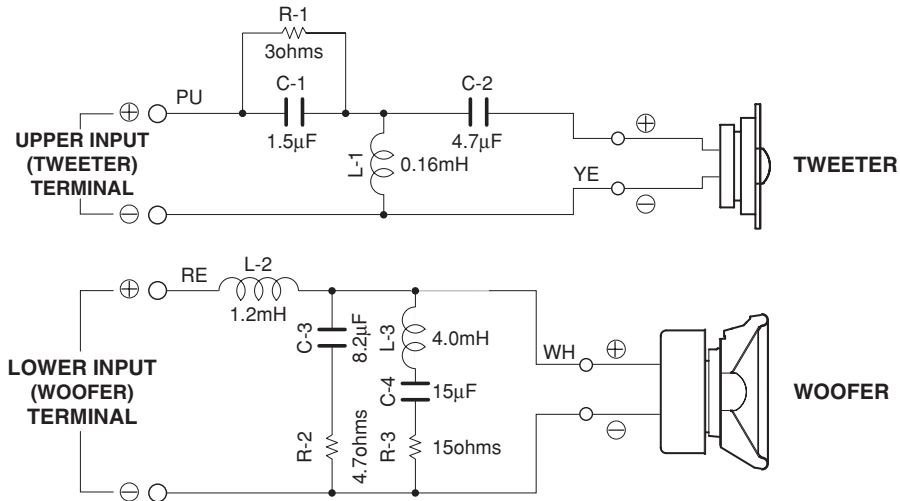 R-1
3ohms
PU
C-1
1.5μF
C-2
4.7μF
L-1
0.16mH
YE
UPPER INPUT
(TWEETER)
TERMINAL
TWEETER
RE
L-2
1.2mH
C-3
8.2μF
L-3
4.0mH
C-4
15μF
R-2
4.7ohms
R-3
15ohms
WH
LOWER INPUT
(WOOFER)
TERMINAL
WOOFER